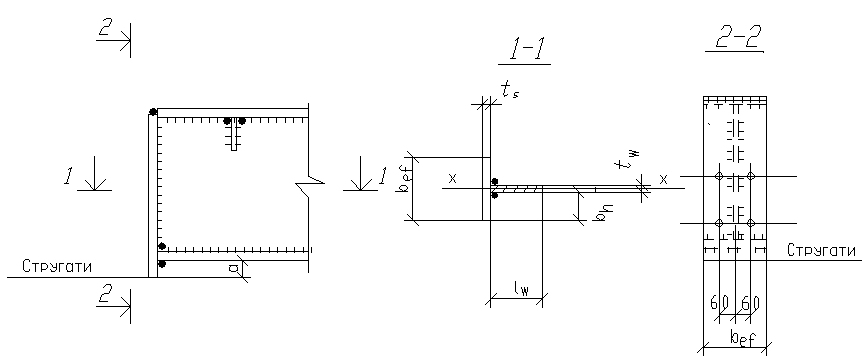 2
1-1
2-2
t s
1
1
b ef
x
t w
x
b h
Стругати
a
Стругати
2
l w
60
60
b ef